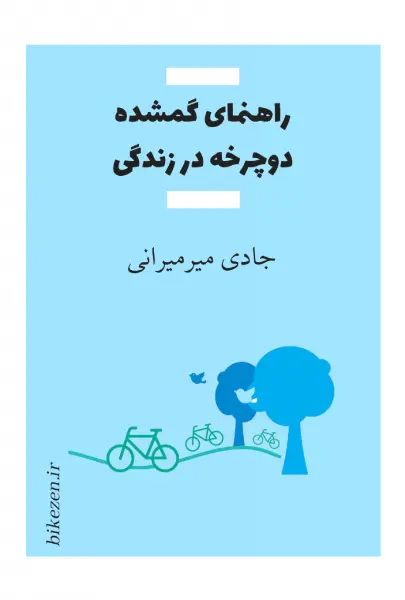 راهنمای گمشده
دوچرخه در زندگی
جادی میرمیرانی
bikezen.ir